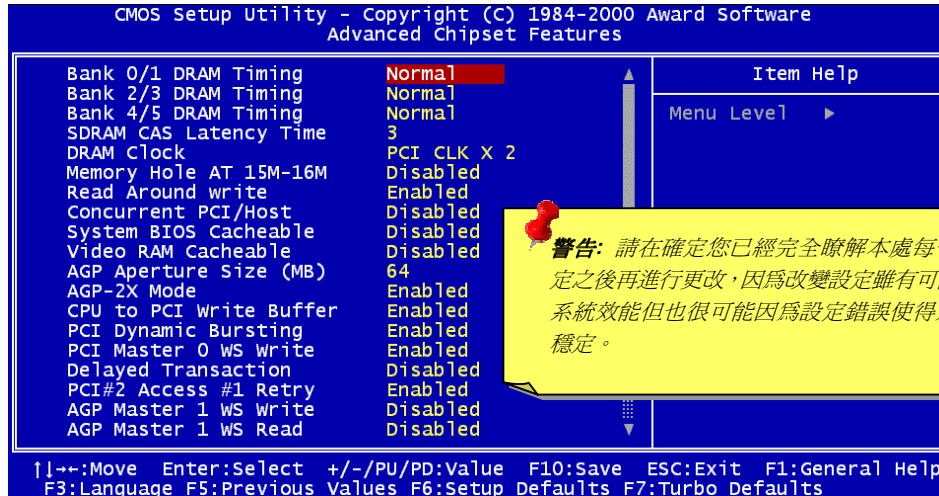 CMOS Setup Utility - Copyright (C) 1984-2000 Award Software
Advanced Chipset Features
Bank 0/1 DRAM Timing Normal
Bank 2/3 DRAM Timing Normal
Bank 4/5 DRAM Timing Normal
SDRAM CAS Latency Time 3
DRAM Clock PCI CLK X 2
Memory Hole AT 15M-16M Disabled
Read Around write Enabled
Concurrent PCI/Host Disabled
System BIOS Cacheable Disabled
Video RAM Cacheable Disabled
AGP Aperture Size (MB) 64
AGP-2X Mode Enabled
CPU to PCI Write Buffer Enabled
PCI Dynamic Bursting Enabled
PCI Master 0 WS Write Enabled
Delayed Transaction Disabled
PCI#2 Access #1 Retry Enabled
AGP Master 1 WS Write Disabled
AGP Master 1 WS Read Disabled
Item Help
Menu Level ▶
警告: 請在確定您已經完全瞭解本處每
定之後再進行更改，因為改變設定雖有可
系統效能但也很可能因為設定錯誤使得
穩定。
↑↓→←:Move Enter:Select +/-/PU/PD:Value F10:Save ESC:Exit F1:General Help
F3:Language F5:Previous Values F6:Setup Defaults F7:Turbo Defaults